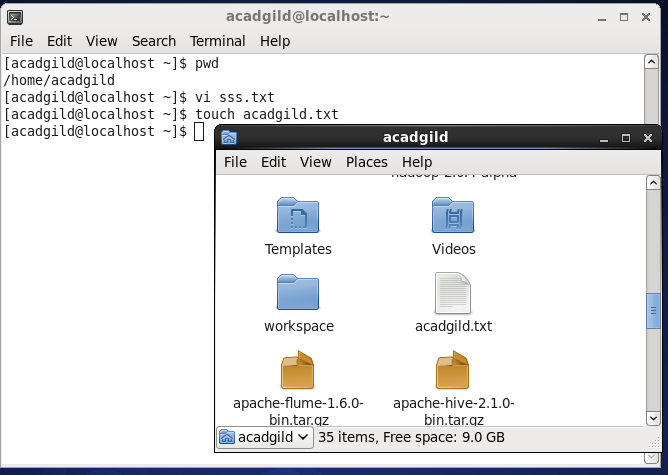 acadgild@localhost:~
File Edit View Search Terminal Help
[acadgild@localhost ~]$ pwd
/home/acadgild
[acadgild@localhost ~]$ vi sss.txt
[acadgild@localhost ~]$ touch acadgild.txt
[acadgild@localhost ~]$
acadgild
File Edit View Places Help
Templates Videos
workspace acadgild.txt
apache-flume-1.6.0- apache-hive-2.1.0-
bin.tar.gz bin.tar.gz
acadgild 35 items, Free space: 9.0 GB